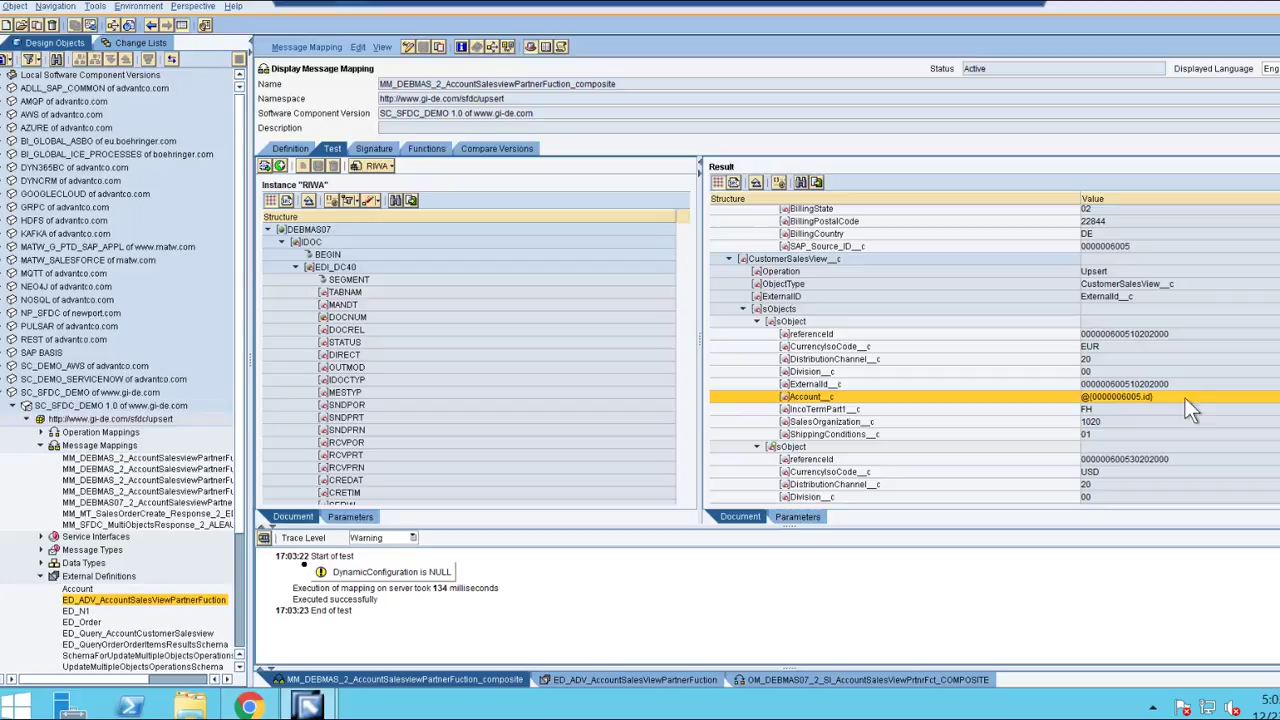 Object Navigation Tools Environment Perspective Help
Design Objects
Change Lists
Local Software Component Versions
ADLL_SAP_COMMON of advantco.com
AMQP of advantco.com
AWS of advantco.com
AZURE of advantco.com
BI_GLOBAL_ASBO of eu.boehringer.com
BI_GLOBAL_ICE_PROCESSES of boehringer.com
DYN365BC of advantco.com
DYNCRM of advantco.com
GOOGLECLOUD of advantco.com
GRPC of advantco.com
HDFS of advantco.com
KAFKA of advantco.com
MATW_G_PTD_SAP_APPL of www.matw.com
MATW_SALESFORCE of matw.com
MQTT of advantco.com
NEO4J of advantco.com
NOSQL of advantco.com
NP_SFDC of newport.com
PULSAR of advantco.com
REST of advantco.com
SAP BASIS
SC_DEMO_AWS of advantco.com
SC_DEMO_SERVICENOW of advantco.com
SC_SFDC_DEMO of www.gi-de.com
SC_SFDC_DEMO 1.0 of www.gi-de.com
http://www.gi-de.com/sfdc/upsert
Operation Mappings
Message Mappings
MM_DEBMAS_2_AccountSalesviewPartnerFu
MM_DEBMAS_2_AccountSalesviewPartnerFu
MM_DEBMAS_2_AccountSalesviewPartnerFu
MM_DEBMAS_2_AccountSalesviewPartnerFu
MM_DEBMAS07_2_AccountSalesviewPartne
MM_MT_SalesOrderCreate_Response_2_ED
MM_SFDC_MultiObjectsResponse_2_ALEAU
Service Interfaces
Message Types
Data Types
External Definitions
Account
ED_ADV_AccountSalesViewPartnerFuction
ED_N1
ED_Order
ED_Query_AccountCustomerSalesview
ED_QueryOrderOrderItemsResultsSchema
SchemaForUpdateMultipleObjectsOperations
UpdateMultipleObjectsOperationsSchema
Message Mapping Edit View
Display Message Mapping
Status Active Displayed Language Eng
Name MM_DEBMAS_2_AccountSalesviewPartnerFuction_composite
Namespace http://www.gi-de.com/sfdc/upsert
Software Component Version SC_SFDC_DEMO 1.0 of www.gi-de.com
Description
Definition Test Signature Functions Compare Versions
RIWA
Instance "RIWA"
Structure
DEBMAS07
IDOC
BEGIN
EDI_DC40
SEGMENT
TABNAM
MANDT
DOCNUM
DOCREL
STATUS
DIRECT
OUTMOD
IDOCTYP
MESTYP
SNDPOR
SNDPRT
SNDPRN
RCVPOR
RCVPRT
RCVPRN
CREDAT
CRETIM
Document Parameters
Result
Structure Value
BillingState 02
BillingPostalCode 22844
BillingCountry DE
SAP_Source_ID__c 0000006005
CustomerSalesView__c
Operation Upsert
ObjectType CustomerSalesView__c
ExternalID ExternalId__c
sObjects
sObject
referenceId 000000600510202000
CurrencyIsoCode__c EUR
DistributionChannel__c 20
Division__c 00
ExternalId__c 000000600510202000
Account__c @{0000006005.id}
IncoTermPart1__c FH
SalesOrganization__c 1020
ShippingConditions__c 01
sObject
referenceId 000000600530202000
CurrencyIsoCode__c USD
DistributionChannel__c 20
Division__c 00
Document Parameters
Trace Level Warning
17:03:22 Start of test
DynamicConfiguration is NULL
Execution of mapping on server took 134 milliseconds
Executed successfully
17:03:23 End of test
MM_DEBMAS_2_AccountSalesviewPartnerFuction_composite ED_ADV_AccountSalesViewPartnerFuction OM_DEBMAS07_2_SI_AccountSalesViewPrtnrFct_COMPOSITE
5:0